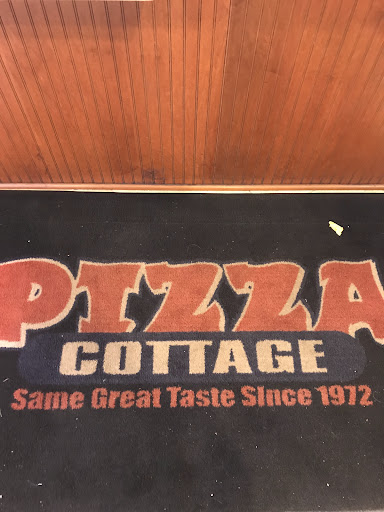 PIZZA
COTTAGE
Same Great Taste Since 1972